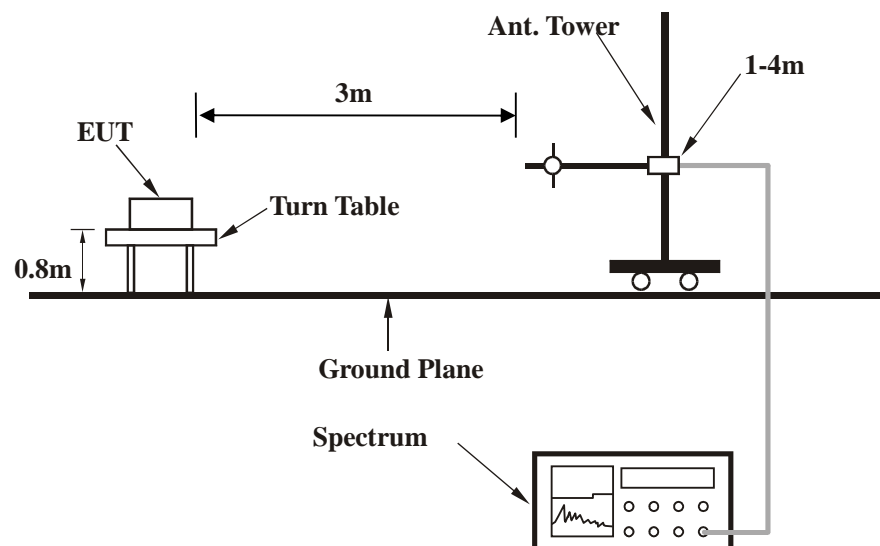 Ant. Tower
1-4m
3m
EUT
Turn Table
0.8m
Ground Plane
Spectrum